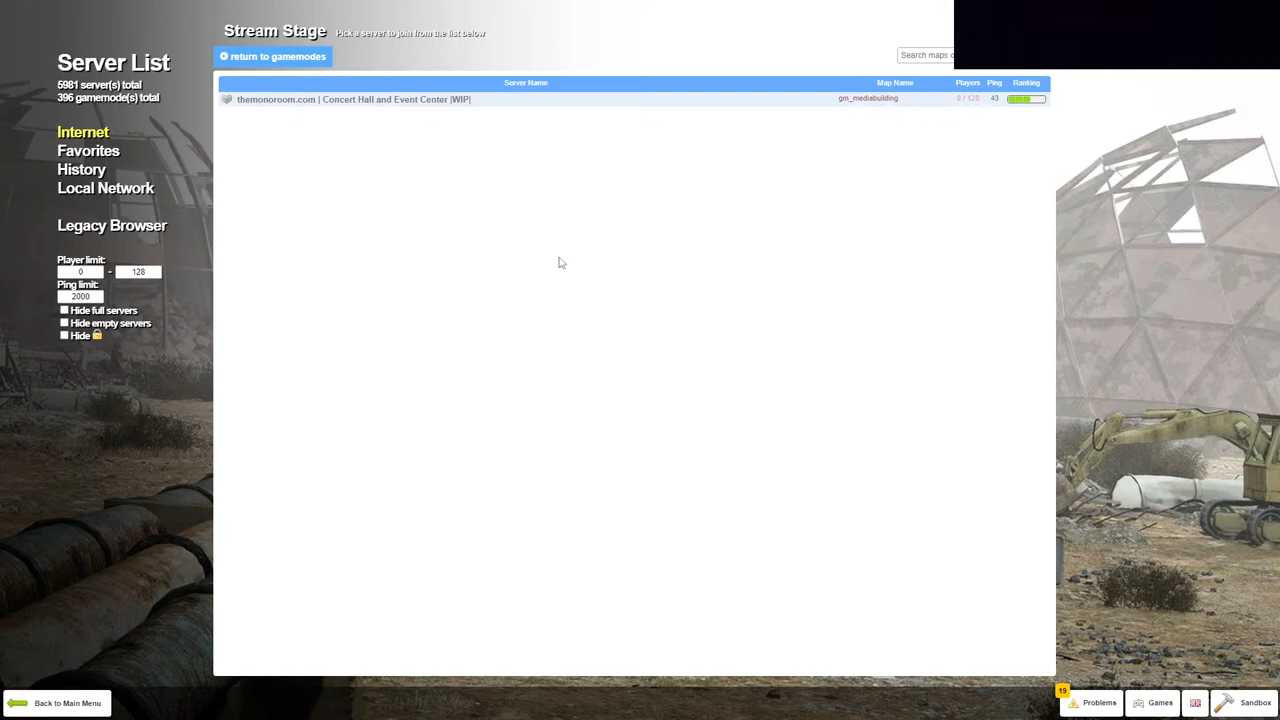 Stream Stage Pick a server to join from the list below
Server List
return to gamemodes
Search maps
5981 server(s) total
396 gamemode(s) total
Server Name Map Name Players Ping Ranking
themonoroom.com | Concert Hall and Event Center |WIP| gm_mediabuilding 0 / 128 43
Internet
Favorites
History
Local Network
Legacy Browser
Player limit:
0 - 128
Ping limit:
2000
Hide full servers
Hide empty servers
Hide
Back to Main Menu
19
Problems
Games
Sandbox